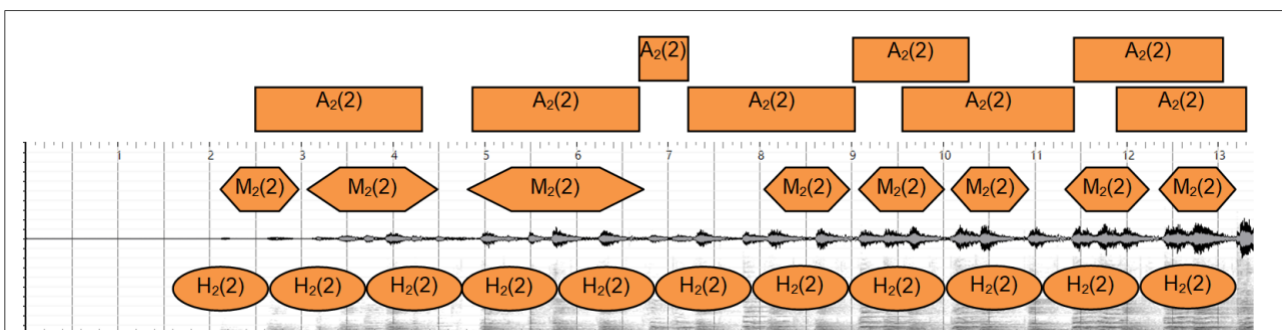 A₂(2) A₂(2) A₂(2)
A₂(2) A₂(2) A₂(2) A₂(2) A₂(2)
1 2 3 4 5 6 7 8 9 10 11 12 13
M₂(2) M₂(2) M₂(2) M₂(2) M₂(2) M₂(2) M₂(2) M₂(2)
H₂(2) H₂(2) H₂(2) H₂(2) H₂(2) H₂(2) H₂(2) H₂(2) H₂(2) H₂(2) H₂(2)